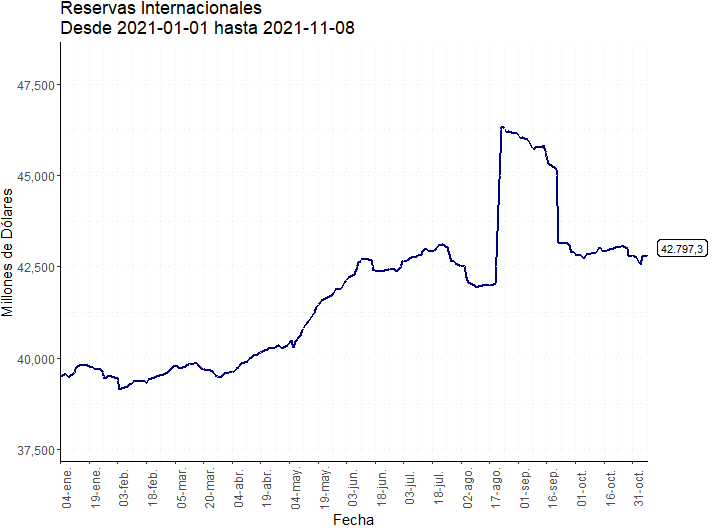 Reservas Internacionales
Desde 2021-01-01 hasta 2021-11-08
Millones de Dólares
47,500
45,000
42,500
40,000
37,500
42.797,3
04-ene.
19-ene.
03-feb.
18-feb.
05-mar.
20-mar.
04-abr.
19-abr.
04-may.
19-may.
03-jun.
18-jun.
03-jul.
18-jul.
02-ago.
17-ago.
01-sep.
16-sep.
01-oct.
16-oct.
31-oct.
Fecha